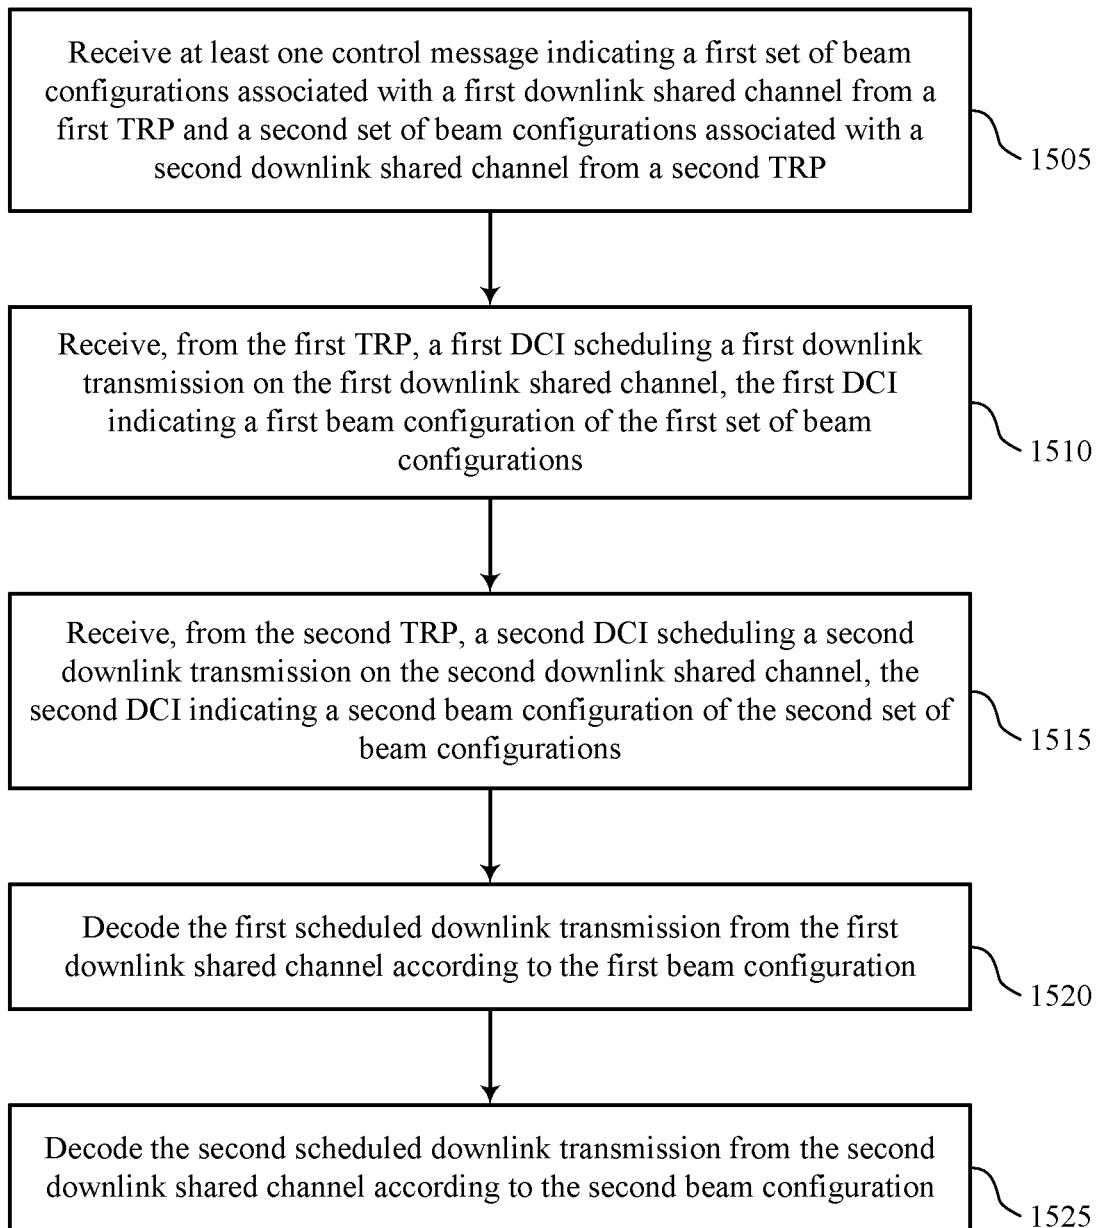 Receive at least one control message indicating a first set of beam
configurations associated with a first downlink shared channel from a
first TRP and a second set of beam configurations associated with a
second downlink shared channel from a second TRP
1505
Receive, from the first TRP, a first DCI scheduling a first downlink
transmission on the first downlink shared channel, the first DCI
indicating a first beam configuration of the first set of beam
configurations
1510
Receive, from the second TRP, a second DCI scheduling a second
downlink transmission on the second downlink shared channel, the
second DCI indicating a second beam configuration of the second set of
beam configurations
1515
Decode the first scheduled downlink transmission from the first
downlink shared channel according to the first beam configuration
1520
Decode the second scheduled downlink transmission from the second
downlink shared channel according to the second beam configuration
1525